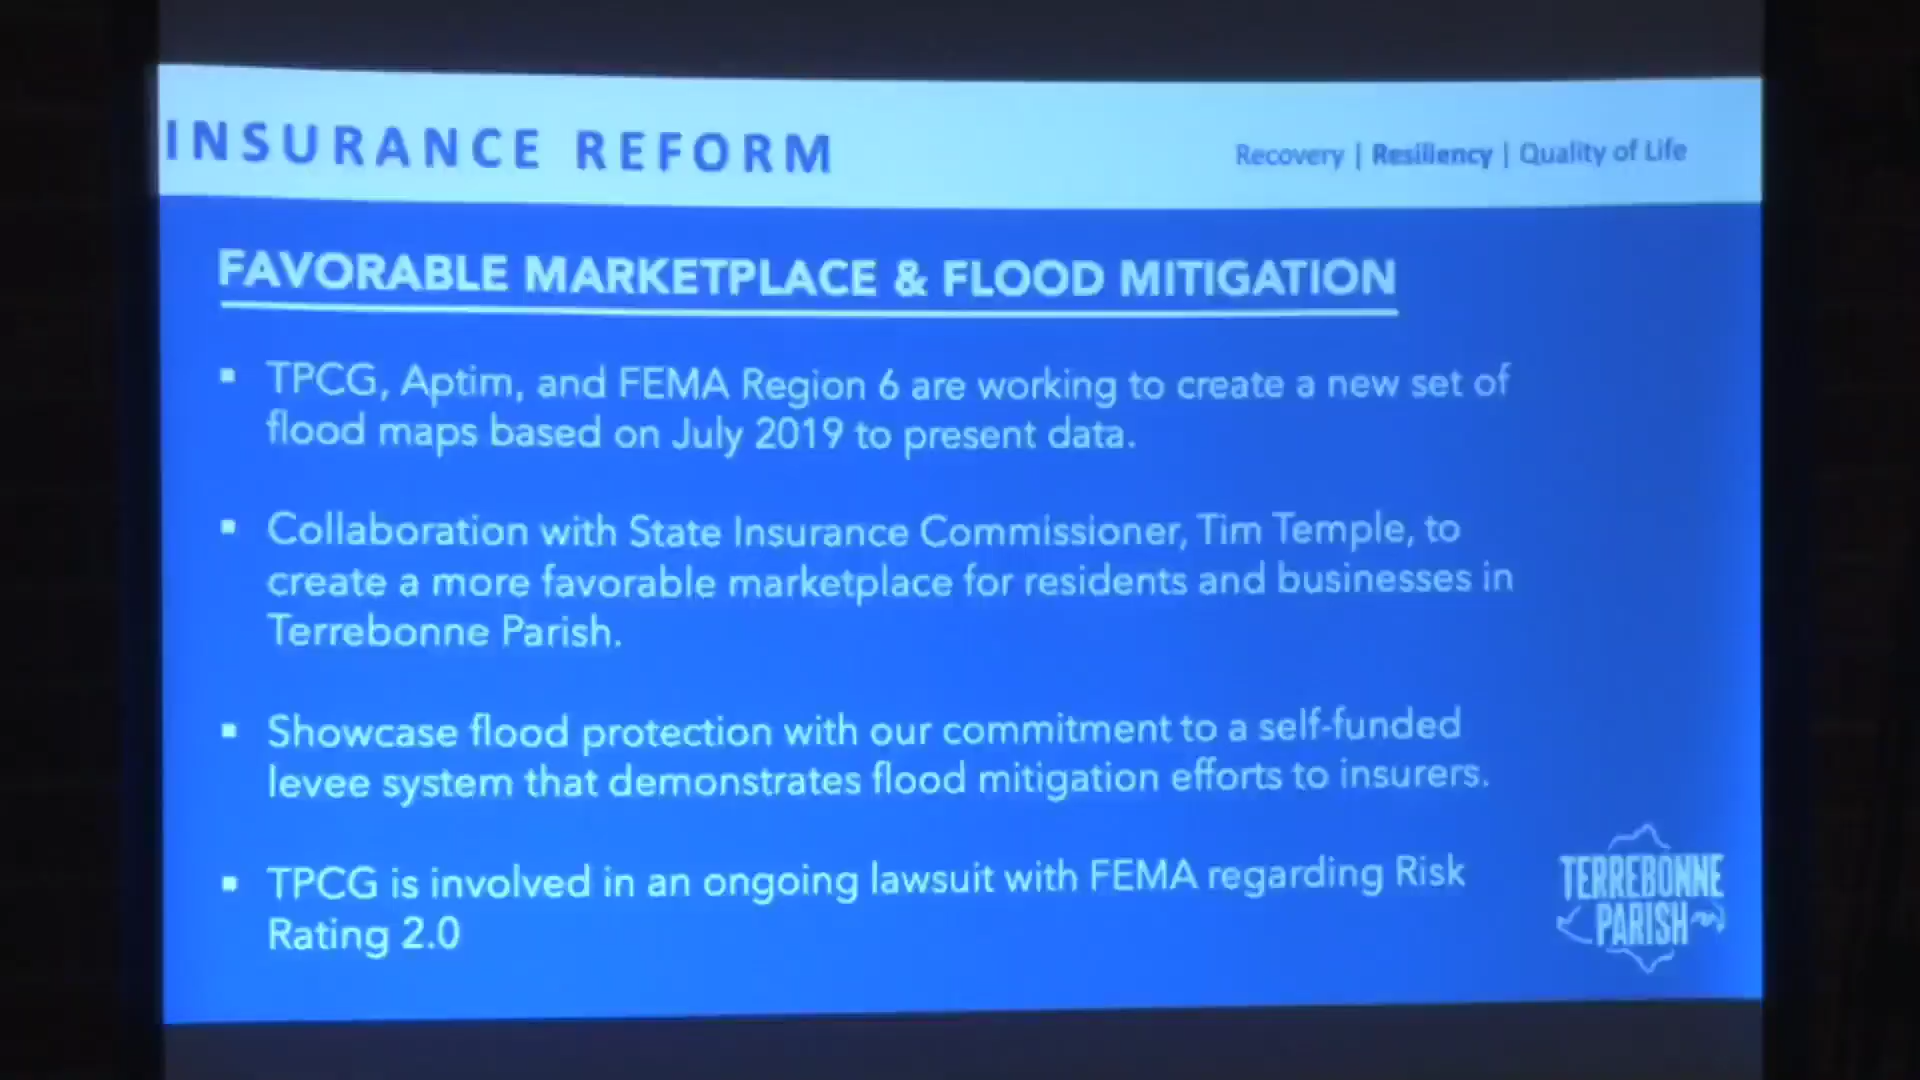 INSURANCE REFORM
Recovery | Resiliency | Quality of Life
FAVORABLE MARKETPLACE & FLOOD MITIGATION
▪ TPCG, Aptim, and FEMA Region 6 are working to create a new set of
flood maps based on July 2019 to present data.
▪ Collaboration with State Insurance Commissioner, Tim Temple, to
create a more favorable marketplace for residents and businesses in
Terrebonne Parish.
▪ Showcase flood protection with our commitment to a self-funded
levee system that demonstrates flood mitigation efforts to insurers.
▪ TPCG is involved in an ongoing lawsuit with FEMA regarding Risk
Rating 2.0
TERREBONNE
PARISH